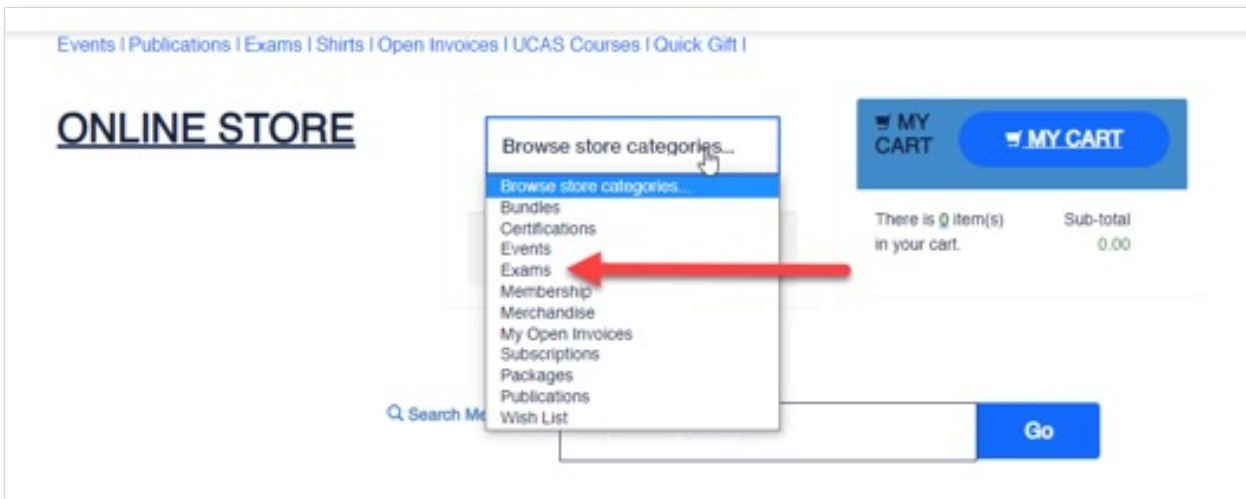 Events | Publications | Exams | Shirts | Open Invoices | UCAS Courses | Quick Gift |
ONLINE STORE
Browse store categories...
Browse store categories...
Bundles
Certifications
Events
Exams
Membership
Merchandise
My Open Invoices
Subscriptions
Packages
Publications
Wish List
MY
CART
MY CART
There is 0 item(s)
in your cart.
Sub-total
0.00
Search
Go